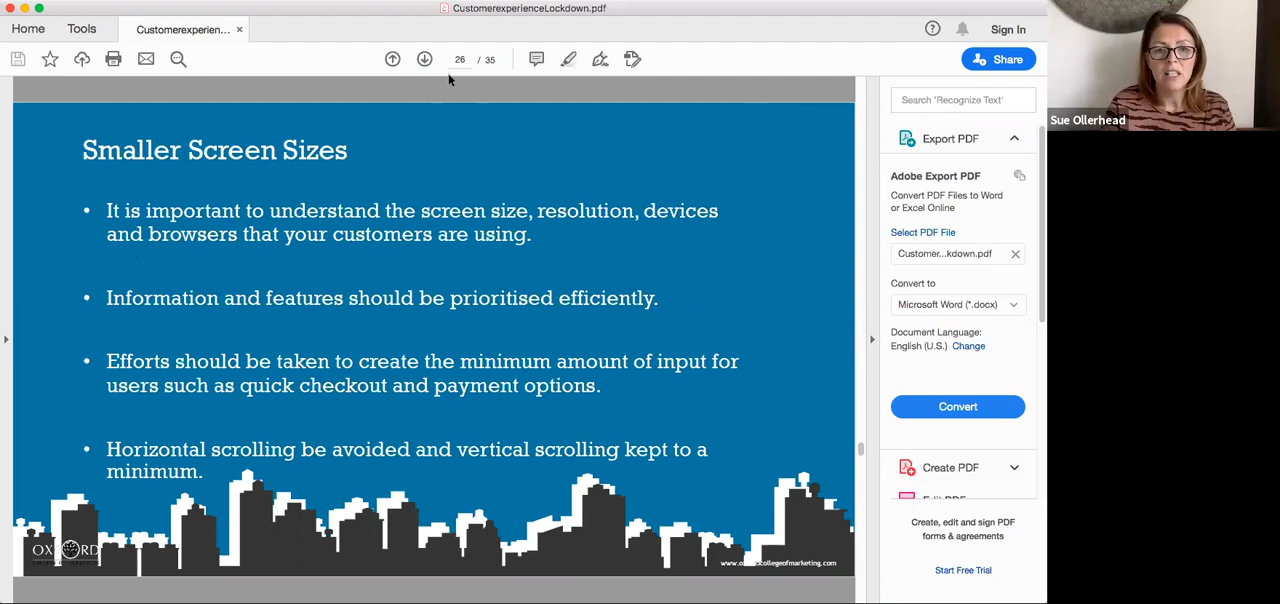 CustomerexperienceLockdown.pdf
Home
Tools
Customerexperien...
Sign In
26 / 35
Share
Sue Ollerhead
Search 'Recognize Text'
Export PDF
Adobe Export PDF
Convert PDF Files to Word
or Excel Online
Select PDF File
Customer...kdown.pdf
Convert to
Microsoft Word (*.docx)
Document Language:
English (U.S.) Change
Convert
Create PDF
Edit PDF
Create, edit and sign PDF
forms & agreements
Start Free Trial
Smaller Screen Sizes
• It is important to understand the screen size, resolution, devices
and browsers that your customers are using.
• Information and features should be prioritised efficiently.
• Efforts should be taken to create the minimum amount of input for
users such as quick checkout and payment options.
• Horizontal scrolling be avoided and vertical scrolling kept to a
minimum.
OXFORD